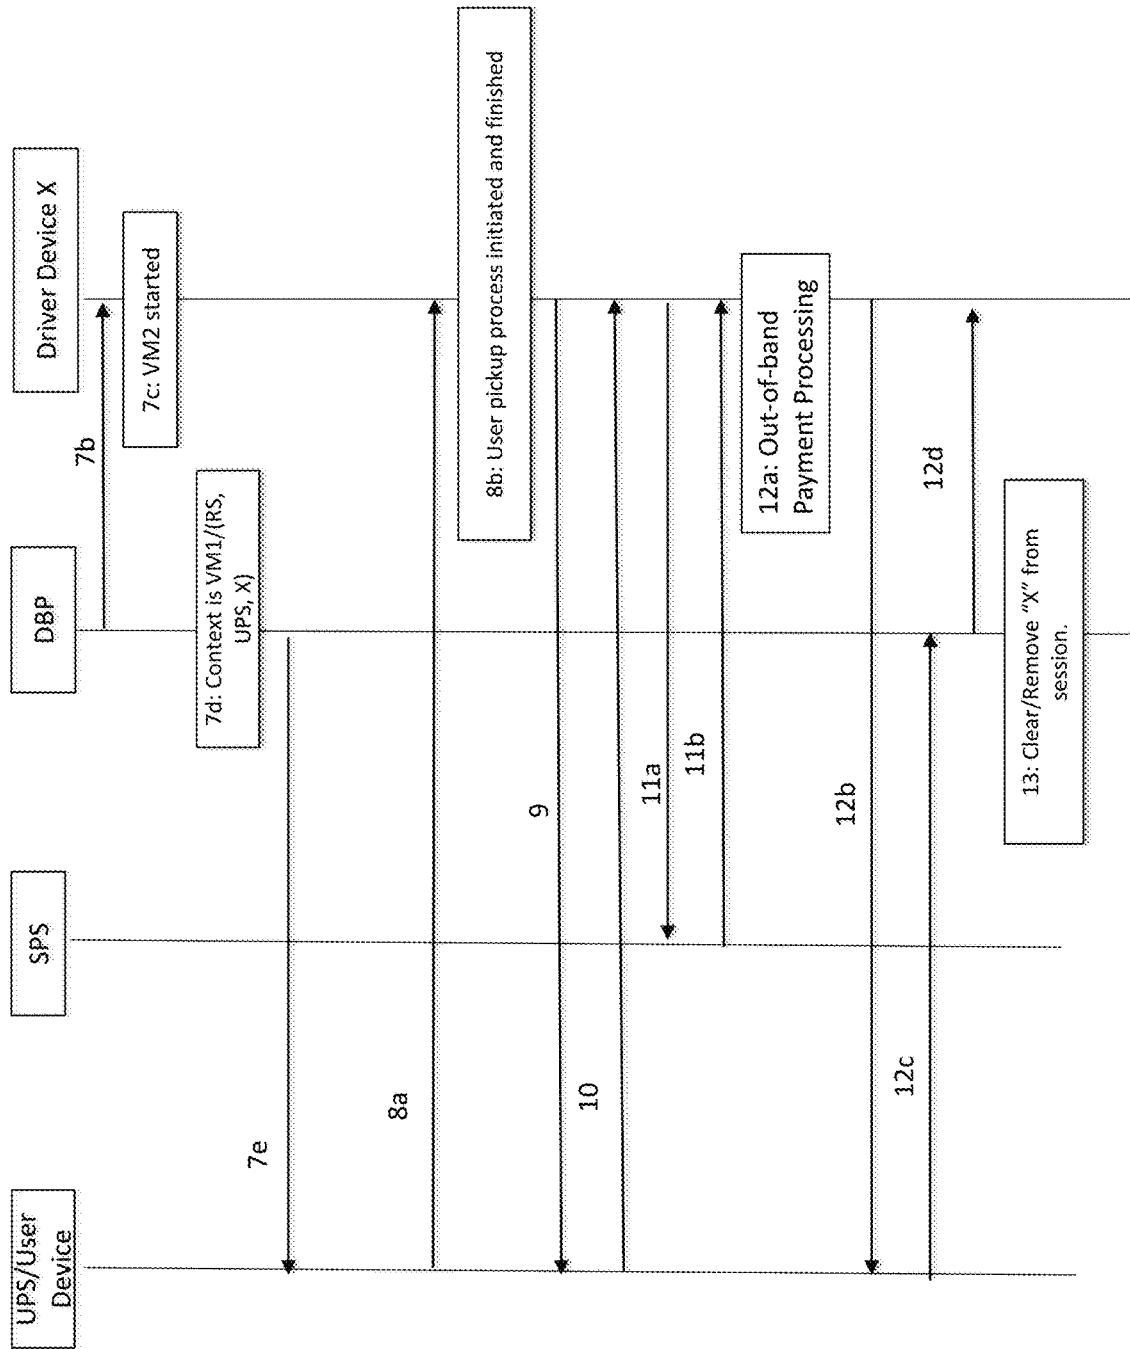 UPS/User
Device
SPS
DBP
Driver Device X
7b
7c: VM2 started
7d: Context is VM1/(RS,
UPS, X)
7e
8a
8b: User pickup process initiated and finished
9
10
11a
11b
12a: Out-of-band
Payment Processing
12b
12c
12d
13: Clear/Remove “X” from
session.